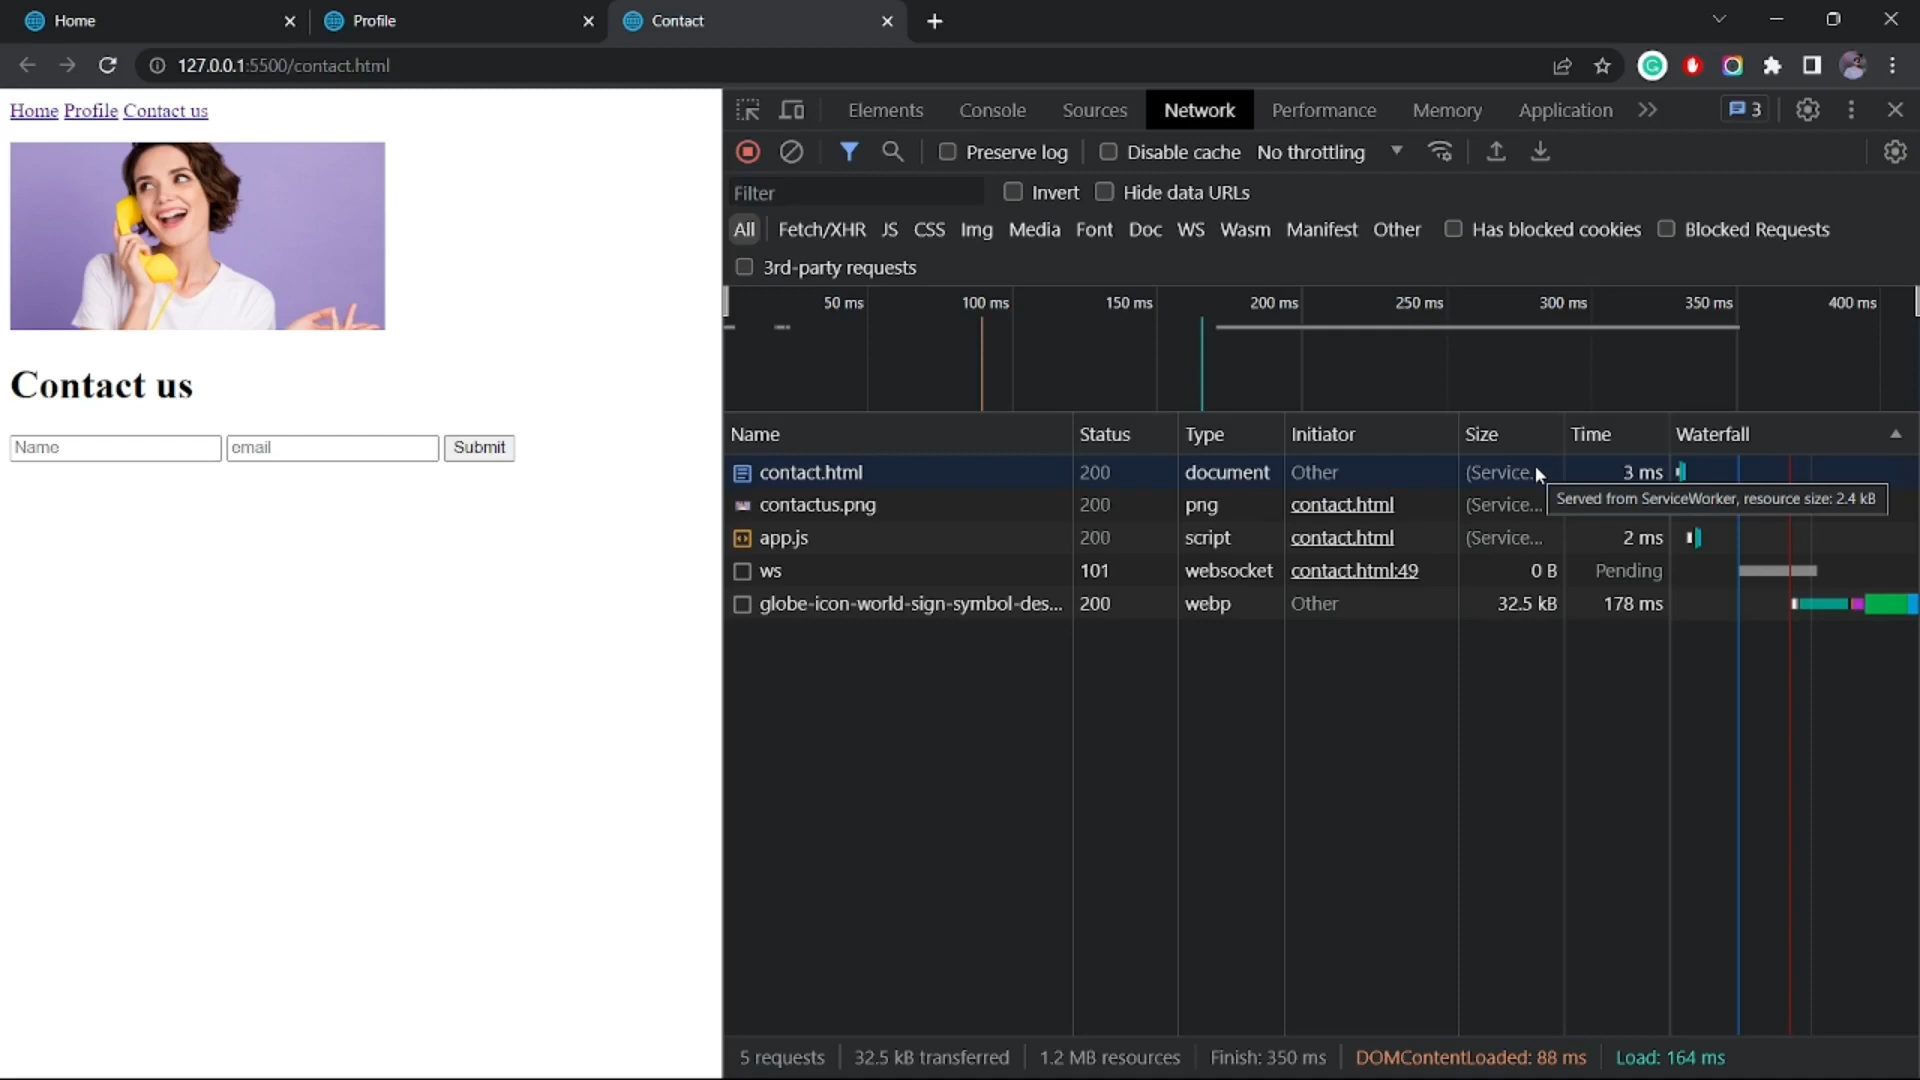 Home
Profile
Contact
127.0.0.1:5500/contact.html
Home Profile Contact us
Contact us
Name
email
Submit
Elements
Console
Sources
Network
Performance
Memory
Application
3
Preserve log
Disable cache
No throttling
Filter
Invert
Hide data URLs
All Fetch/XHR JS CSS Img Media Font Doc WS Wasm Manifest Other
Has blocked cookies
Blocked Requests
3rd-party requests
50 ms 100 ms 150 ms 200 ms 250 ms 300 ms 350 ms 400 ms
Name Status Type Initiator Size Time Waterfall
contact.html 200 document Other (Service... 3 ms
Served from ServiceWorker, resource size: 2.4 kB
contactus.png 200 png contact.html (Service...
app.js 200 script contact.html (Service... 2 ms
ws 101 websocket contact.html:49 0 B Pending
globe-icon-world-sign-symbol-des... 200 webp Other 32.5 kB 178 ms
5 requests 32.5 kB transferred 1.2 MB resources Finish: 350 ms DOMContentLoaded: 88 ms Load: 164 ms